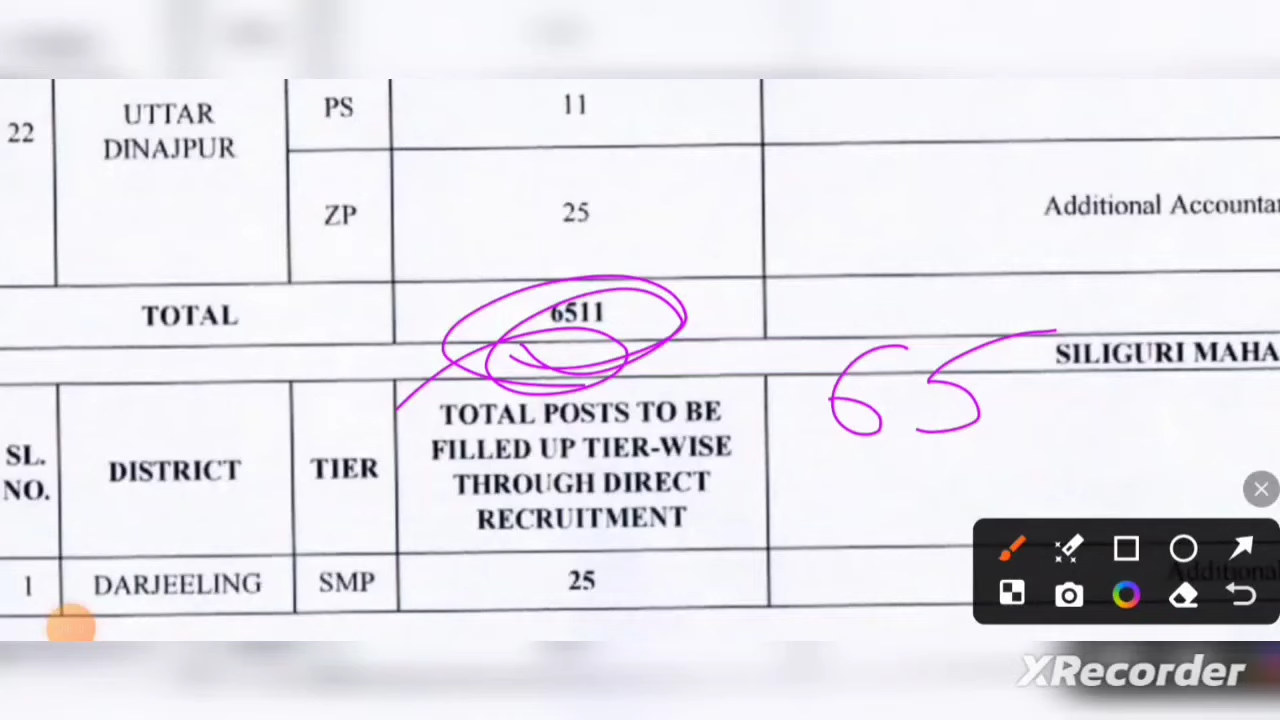 22 UTTAR DINAJPUR PS 11
ZP 25 Additional Accountan
TOTAL 6511
SILIGURI MAHA
65
SL. NO. DISTRICT TIER TOTAL POSTS TO BE FILLED UP TIER-WISE THROUGH DIRECT RECRUITMENT
1 DARJEELING SMP 25 Additional
XRecorder